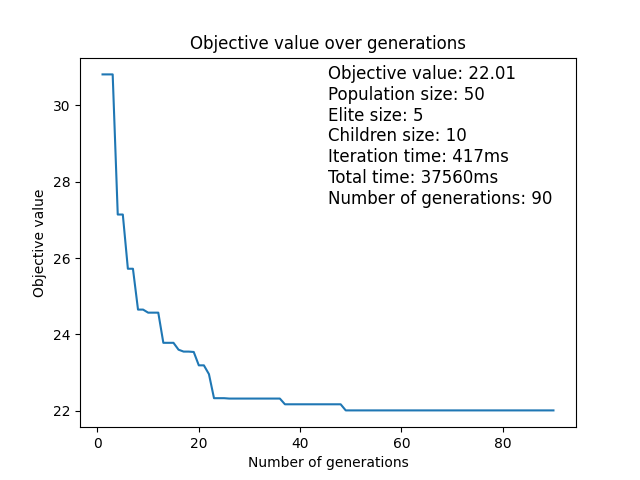 Objective value over generations
Objective value: 22.01
Population size: 50
Elite size: 5
Children size: 10
Iteration time: 417ms
Total time: 37560ms
Number of generations: 90
Objective value
30
28
26
24
22
0 20 40 60 80
Number of generations